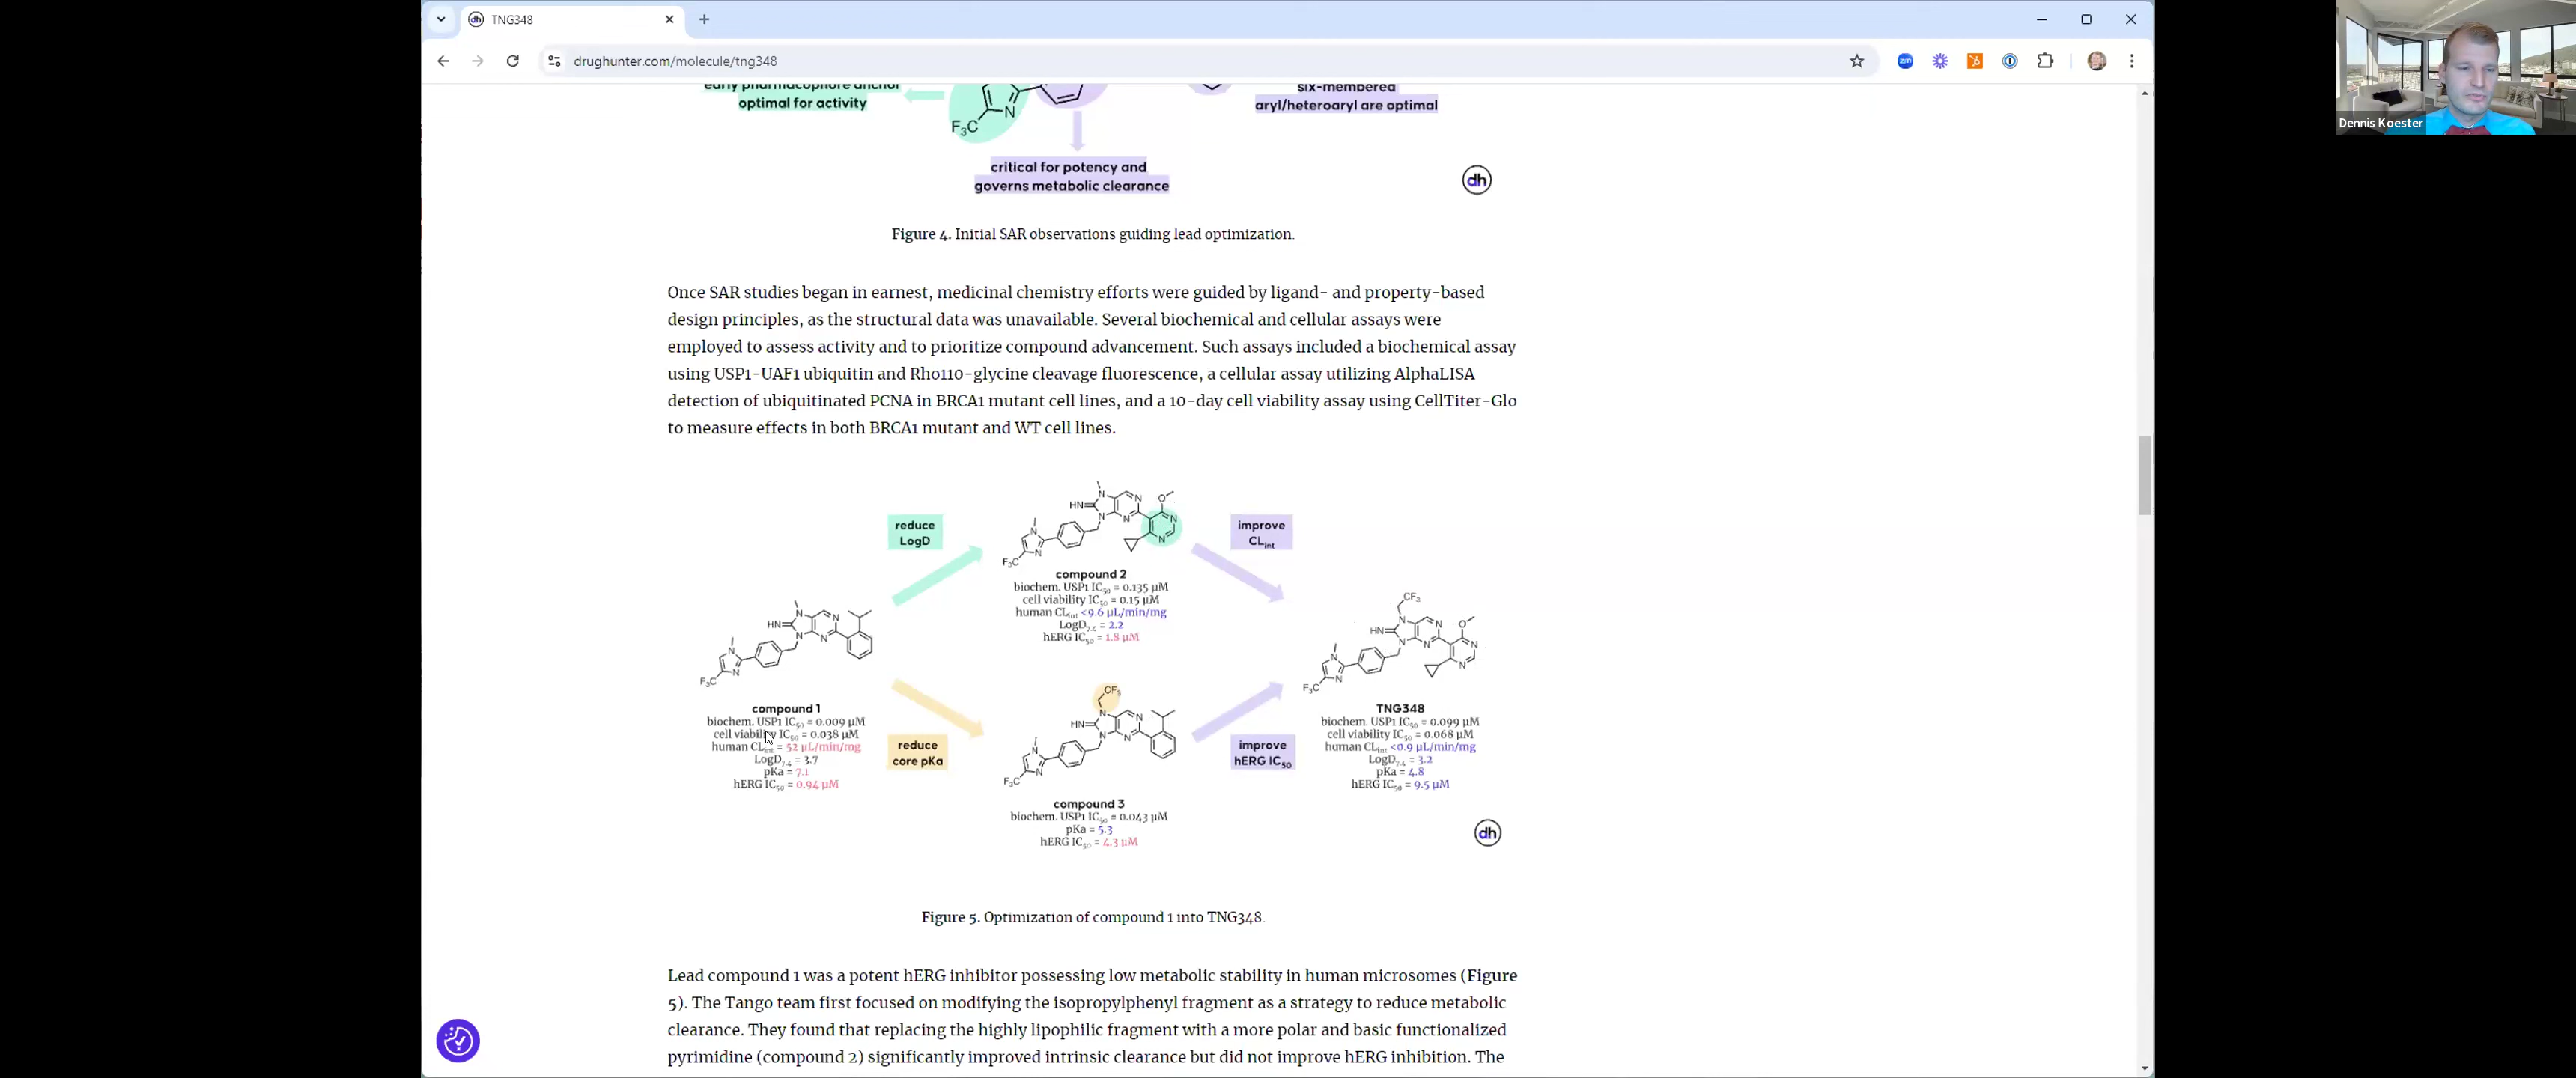 TNG348
drughunter.com/molecule/tng348
zm
Dennis Koester
early pharmacophore anchor
optimal for activity
six-membered
aryl/heteroaryl are optimal
N
F₃C
critical for potency and
governs metabolic clearance
dh
Figure 4. Initial SAR observations guiding lead optimization.
Once SAR studies began in earnest, medicinal chemistry efforts were guided by ligand- and property-based
design principles, as the structural data was unavailable. Several biochemical and cellular assays were
employed to assess activity and to prioritize compound advancement. Such assays included a biochemical assay
using USP1-UAF1 ubiquitin and Rho110-glycine cleavage fluorescence, a cellular assay utilizing AlphaLISA
detection of ubiquitinated PCNA in BRCA1 mutant cell lines, and a 10-day cell viability assay using CellTiter-Glo
to measure effects in both BRCA1 mutant and WT cell lines.
reduce
LogD
improve
CLint
compound 2
biochem. USP1 IC₅₀ = 0.135 µM
cell viability IC₅₀ = 0.15 µM
human CLint <9.6 µL/min/mg
LogD₇.₄ = 2.2
hERG IC₅₀ = 1.8 µM
compound 1
biochem. USP1 IC₅₀ = 0.009 µM
cell viability IC₅₀ = 0.038 µM
human CLint = 52 µL/min/mg
LogD₇.₄ = 3.7
pKa = 7.1
hERG IC₅₀ = 0.94 µM
reduce
core pKa
compound 3
biochem. USP1 IC₅₀ = 0.043 µM
pKa = 5.3
hERG IC₅₀ = 4.3 µM
improve
hERG IC₅₀
TNG348
biochem. USP1 IC₅₀ = 0.099 µM
cell viability IC₅₀ = 0.068 µM
human CLint <0.9 µL/min/mg
LogD₇.₄ = 3.2
pKa = 4.8
hERG IC₅₀ = 9.5 µM
dh
Figure 5. Optimization of compound 1 into TNG348.
Lead compound 1 was a potent hERG inhibitor possessing low metabolic stability in human microsomes (Figure
5). The Tango team first focused on modifying the isopropylphenyl fragment as a strategy to reduce metabolic
clearance. They found that replacing the highly lipophilic fragment with a more polar and basic functionalized
pyrimidine (compound 2) significantly improved intrinsic clearance but did not improve hERG inhibition. The